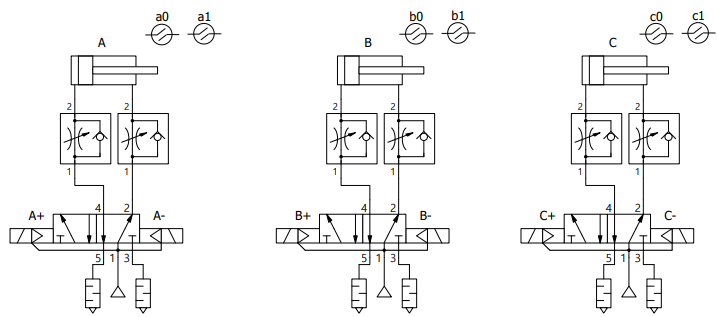 a0 a1
A
2 2
1 1
A+ 4 2 A-
5 1 3
b0 b1
B
2 2
1 1
B+ 4 2 B-
5 1 3
c0 c1
C
2 2
1 1
C+ 4 2 C-
5 1 3